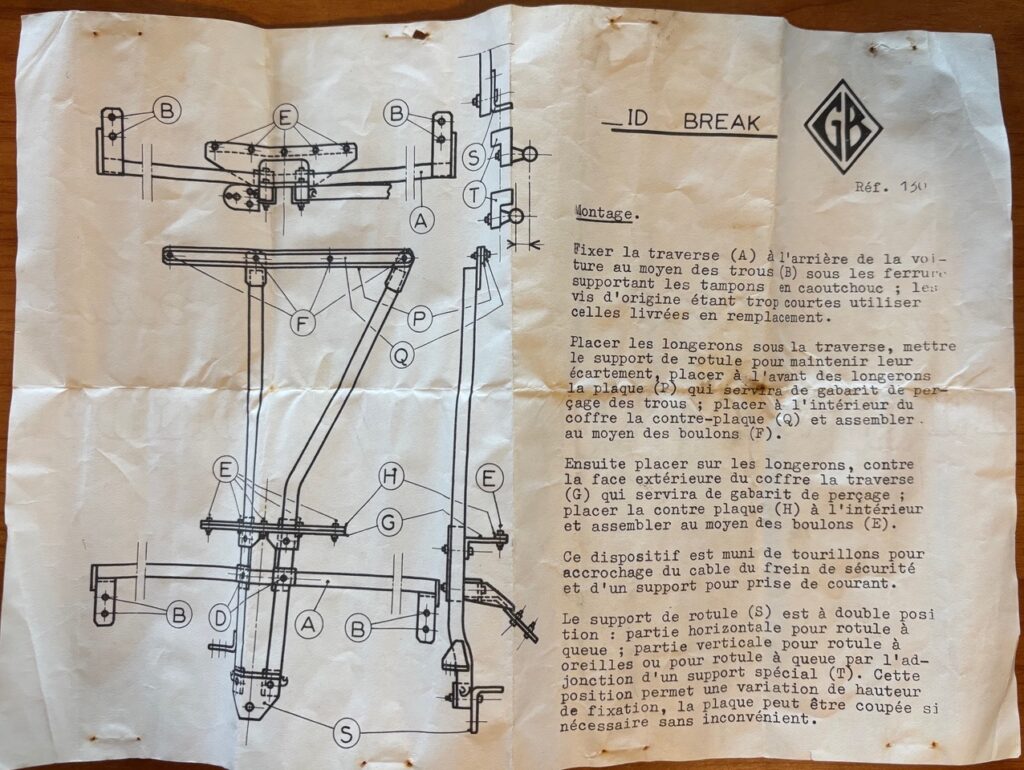 B
E
B
S
T
A
F
P
Q
E
H
E
G
B
D
A
B
S
ID BREAK
GB
Réf. 130
Montage.
Fixer la traverse (A) à l'arrière de la voi-
ture au moyen des trous (B) sous les ferrure
supportant les tampons en caoutchouc ; les
vis d'origine étant trop courtes utiliser
celles livrées en remplacement.
Placer les longerons sous la traverse, mettre
le support de rotule pour maintenir leur
écartement, placer à l'avant des longerons
la plaque (P) qui servira de gabarit de per-
çage des trous ; placer à l'intérieur du
coffre la contre-plaque (Q) et assembler
au moyen des boulons (F).
Ensuite placer sur les longerons, contre
la face extérieure du coffre la traverse
(G) qui servira de gabarit de perçage ;
placer la contre plaque (H) à l'intérieur
et assembler au moyen des boulons (E).
Ce dispositif est muni de tourillons pour
accrochage du cable du frein de sécurité
et d'un support pour prise de courant.
Le support de rotule (S) est à double posi
tion : partie horizontale pour rotule à
queue ; partie verticale pour rotule à
oreilles ou pour rotule à queue par l'ad-
jonction d'un support spécial (T). Cette
position permet une variation de hauteur
de fixation, la plaque peut être coupée si
nécessaire sans inconvénient.